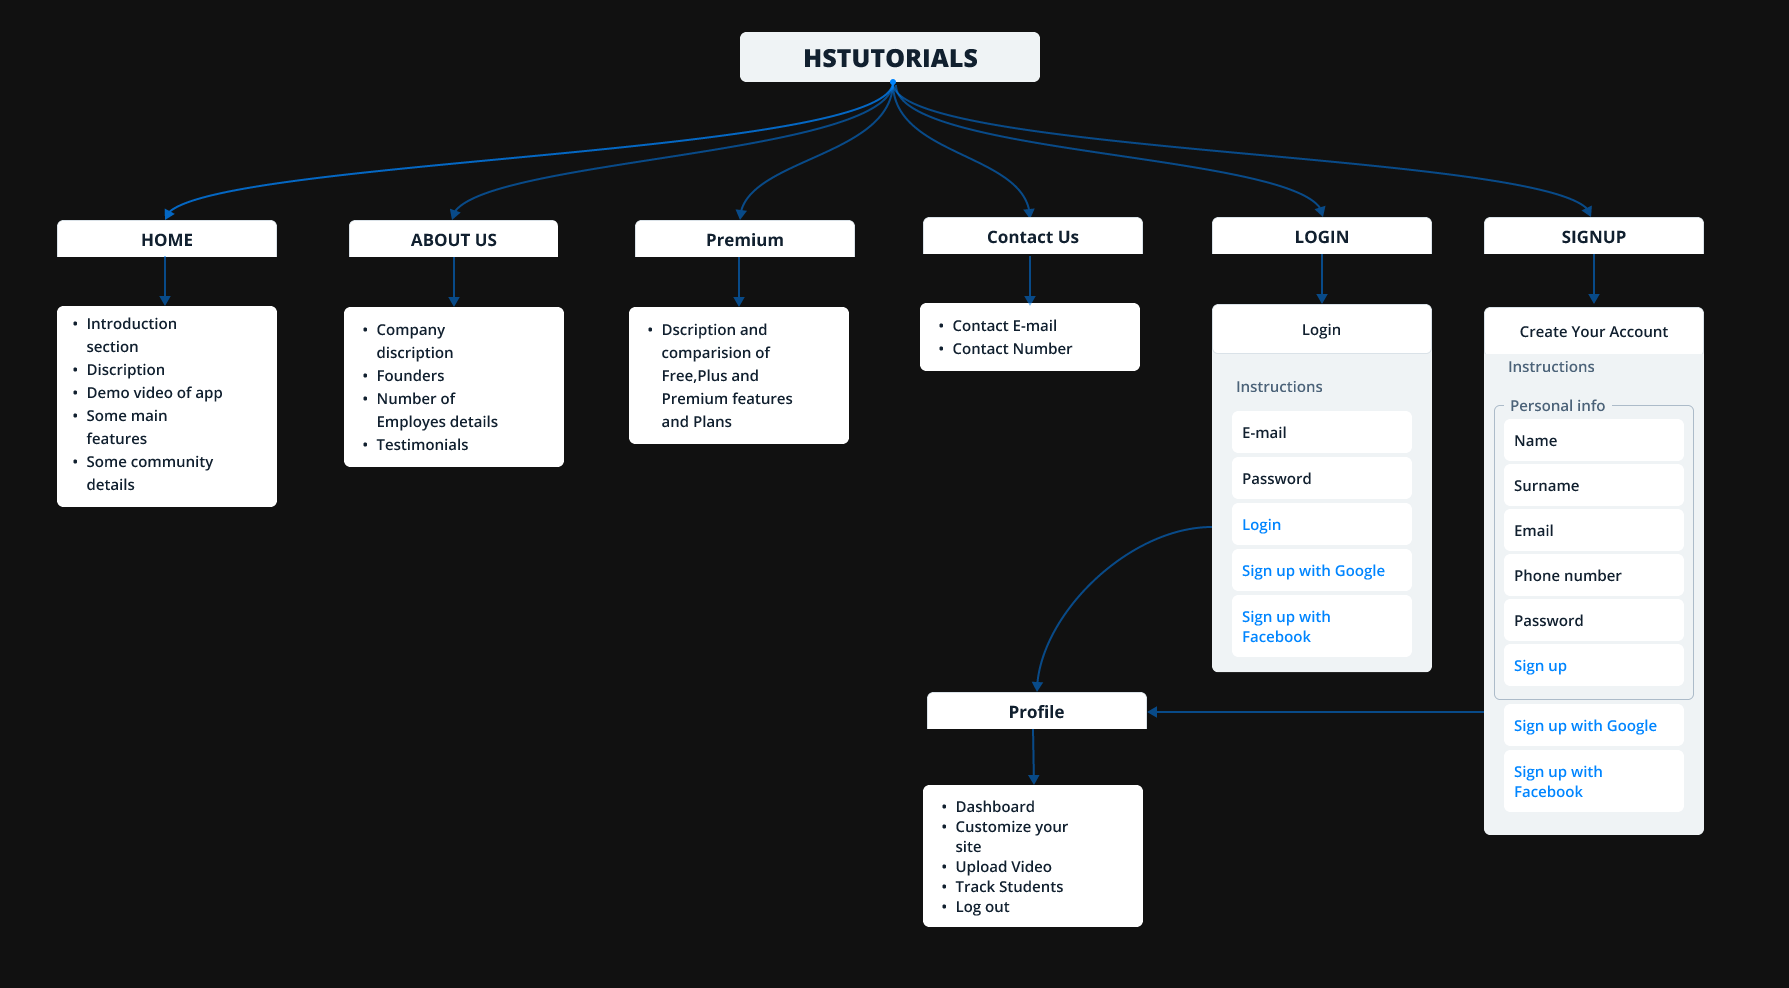 HSTUTORIALS
HOME
• Introduction
section
• Discription
• Demo video of app
• Some main
features
• Some community
details
ABOUT US
• Company
discription
• Founders
• Number of
Employes details
• Testimonials
Premium
• Dscription and
comparision of
Free,Plus and
Premium features
and Plans
Contact Us
• Contact E-mail
• Contact Number
LOGIN
Login
Instructions
E-mail
Password
Login
Sign up with Google
Sign up with
Facebook
SIGNUP
Create Your Account
Instructions
Personal info
Name
Surname
Email
Phone number
Password
Sign up
Sign up with Google
Sign up with
Facebook
Profile
• Dashboard
• Customize your
site
• Upload Video
• Track Students
• Log out